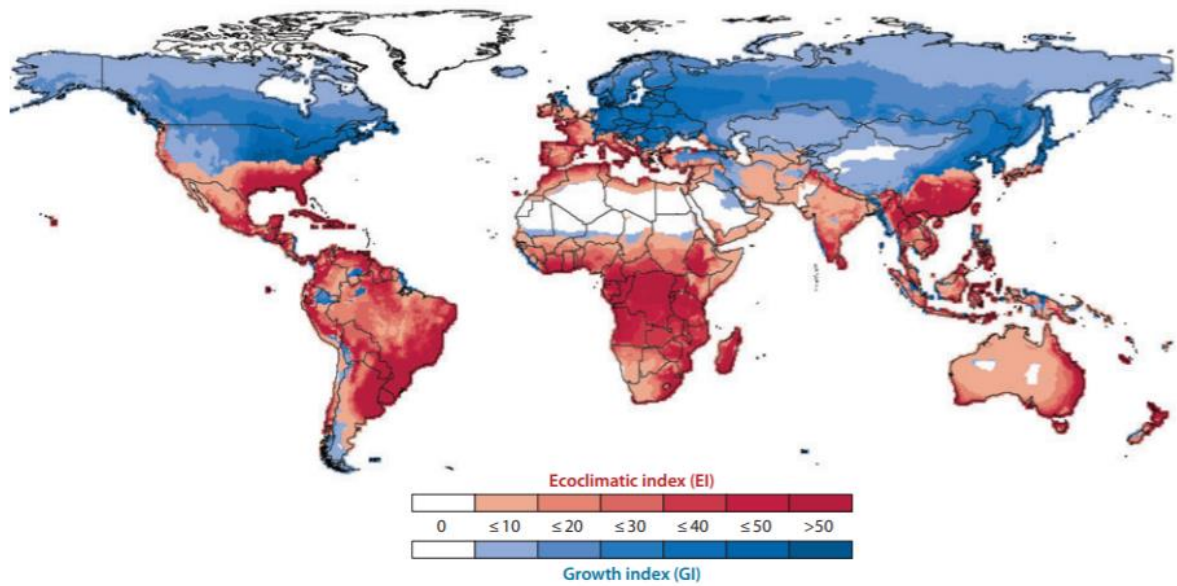 Ecoclimatic index (EI)
0 ≤10 ≤20 ≤30 ≤40 ≤50 >50
Growth index (GI)